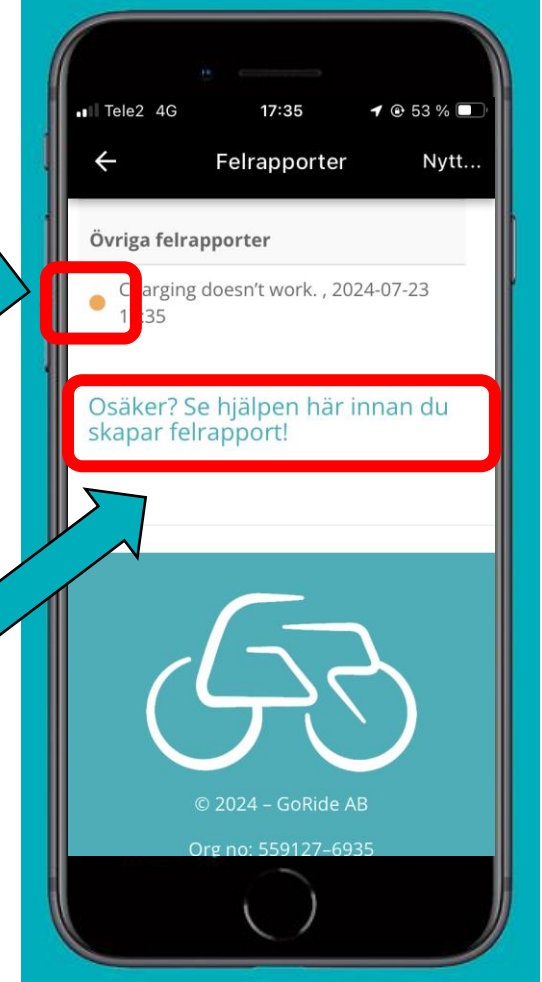 Tele2 4G 17:35 53 %
Felrapporter Nytt...
Övriga felrapporter
Charging doesn't work. , 2024-07-23
:35
Osäker? Se hjälpen här innan du
skapar felrapport!
© 2024 – GoRide AB
Org no: 559127–6935